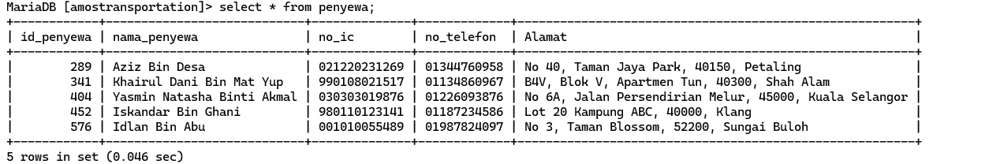 MariaDB [amostransportation]> select * from penyewa;
+------------+----------------------------+--------------+-------------+--------------------------------------------------------+
| id_penyewa | nama_penyewa               | no_ic        | no_telefon  | Alamat                                                 |
+------------+----------------------------+--------------+-------------+--------------------------------------------------------+
|        289 | Aziz Bin Desa              | 021220231269 | 01344760958 | No 40, Taman Jaya Park, 40150, Petaling                |
|        341 | Khairul Dani Bin Mat Yup   | 990108021517 | 01134860967 | B4V, Blok V, Apartmen Tun, 40300, Shah Alam            |
|        404 | Yasmin Natasha Binti Akmal | 030303019876 | 01226093876 | No 6A, Jalan Persendirian Melur, 45000, Kuala Selangor |
|        452 | Iskandar Bin Ghani         | 980110123141 | 01187234586 | Lot 20 Kampung ABC, 40000, Klang                       |
|        576 | Idlan Bin Abu              | 001010055489 | 01987824097 | No 3, Taman Blossom, 52200, Sungai Buloh               |
+------------+----------------------------+--------------+-------------+--------------------------------------------------------+
5 rows in set (0.046 sec)